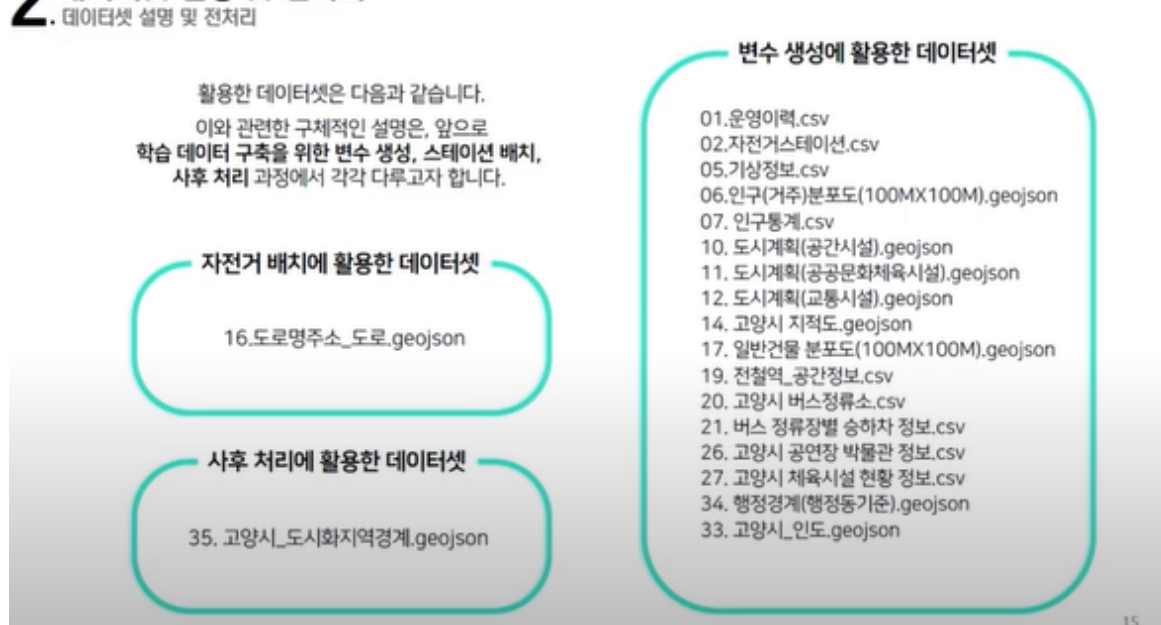 2.
데이터셋 설명 및 전처리
활용한 데이터셋은 다음과 같습니다.
이와 관련한 구체적인 설명은, 앞으로
학습 데이터 구축을 위한 변수 생성, 스테이션 배치,
사후 처리 과정에서 각각 다루고자 합니다.
자전거 배치에 활용한 데이터셋
16.도로명주소_도로.geojson
사후 처리에 활용한 데이터셋
35. 고양시_도시화지역경계.geojson
변수 생성에 활용한 데이터셋
01.운영이력.csv
02.자전거스테이션.csv
05.기상정보.csv
06.인구(거주)분포도(100MX100M).geojson
07. 인구통계.csv
10. 도시계획(공간시설).geojson
11. 도시계획(공공문화체육시설).geojson
12. 도시계획(교통시설).geojson
14. 고양시 지적도.geojson
17. 일반건물 분포도(100MX100M).geojson
19. 전철역_공간정보.csv
20. 고양시 버스정류소.csv
21. 버스 정류장별 승하차 정보.csv
26. 고양시 공연장 박물관 정보.csv
27. 고양시 체육시설 현황 정보.csv
34. 행정경계(행정동기준).geojson
33. 고양시_인도.geojson
15